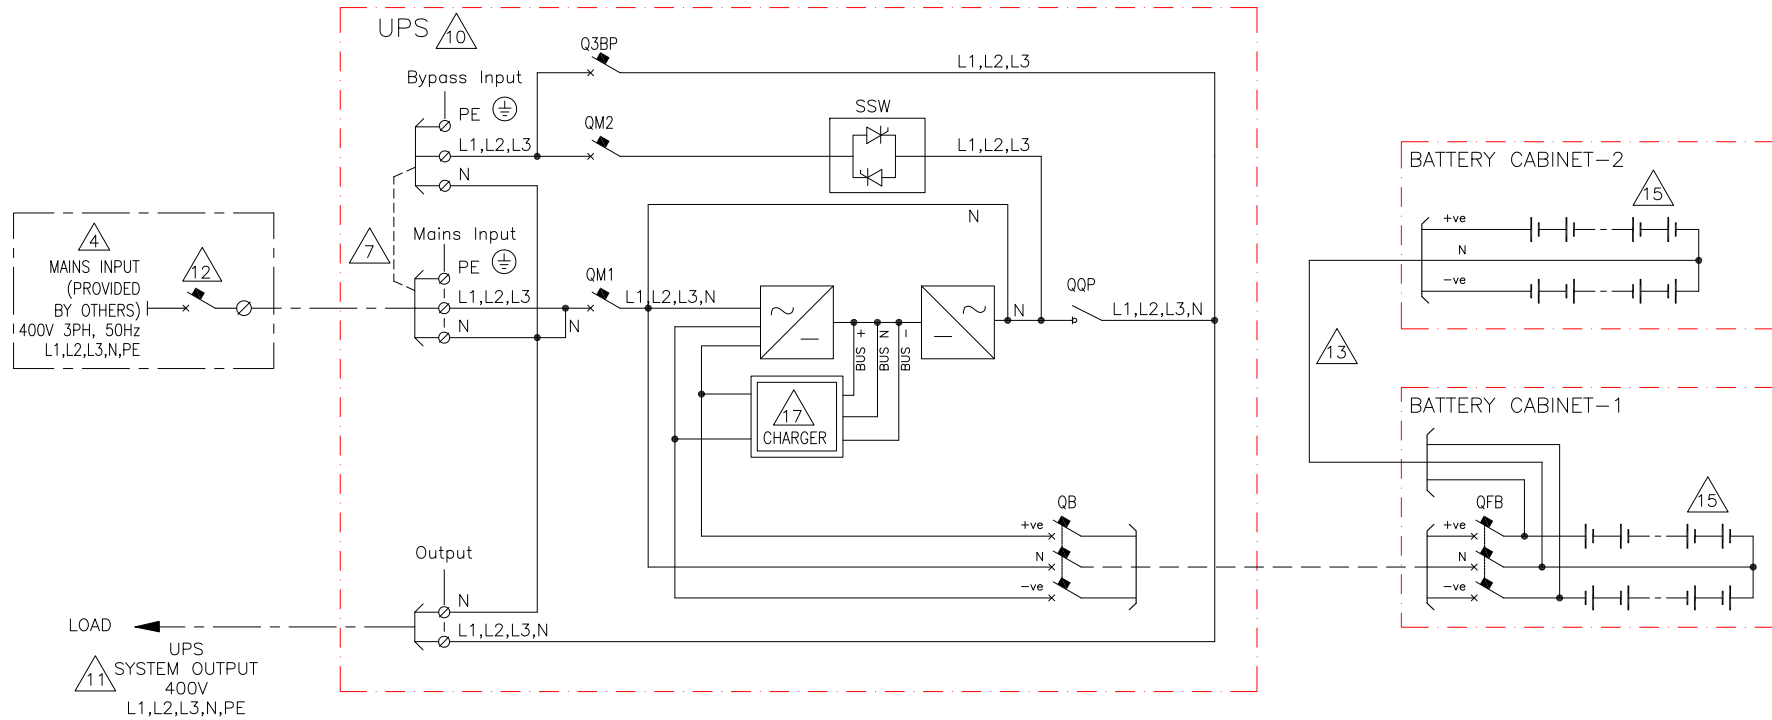 UPS
10
Q3BP
L1,L2,L3
Bypass Input
PE
L1,L2,L3
N
QM2
SSW
L1,L2,L3
N
4
MAINS INPUT
(PROVIDED
BY OTHERS)
400V 3PH, 50Hz
L1,L2,L3,N,PE
12
7
Mains Input
PE
L1,L2,L3
N
N
QM1
L1,L2,L3,N
BUS +
BUS N
BUS -
N
QQP
L1,L2,L3,N
17
CHARGER
QB
+ve
N
-ve
Output
N
L1,L2,L3,N
LOAD
11
UPS
SYSTEM OUTPUT
400V
L1,L2,L3,N,PE
BATTERY CABINET-2
15
+ve
N
-ve
13
BATTERY CABINET-1
QFB
15
+ve
N
-ve